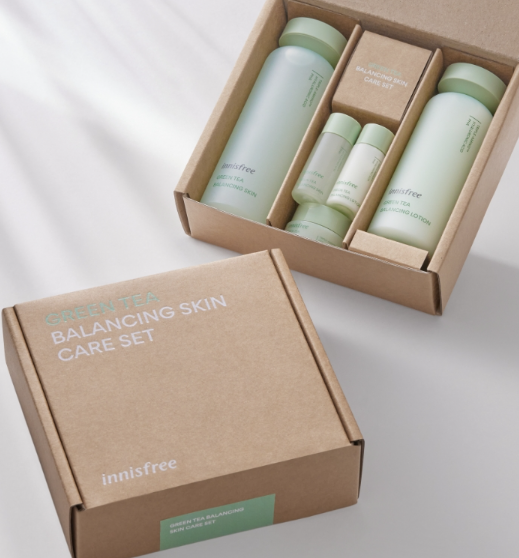 BALANCING SKIN
CARE SET
innisfree
GREEN TEA
BALANCING SKIN
innisfree
innisfree
GREEN TEA
BALANCING LOTION
GREEN TEA
BALANCING SKIN
CARE SET
innisfree
GREEN TEA BALANCING
SKIN CARE SET